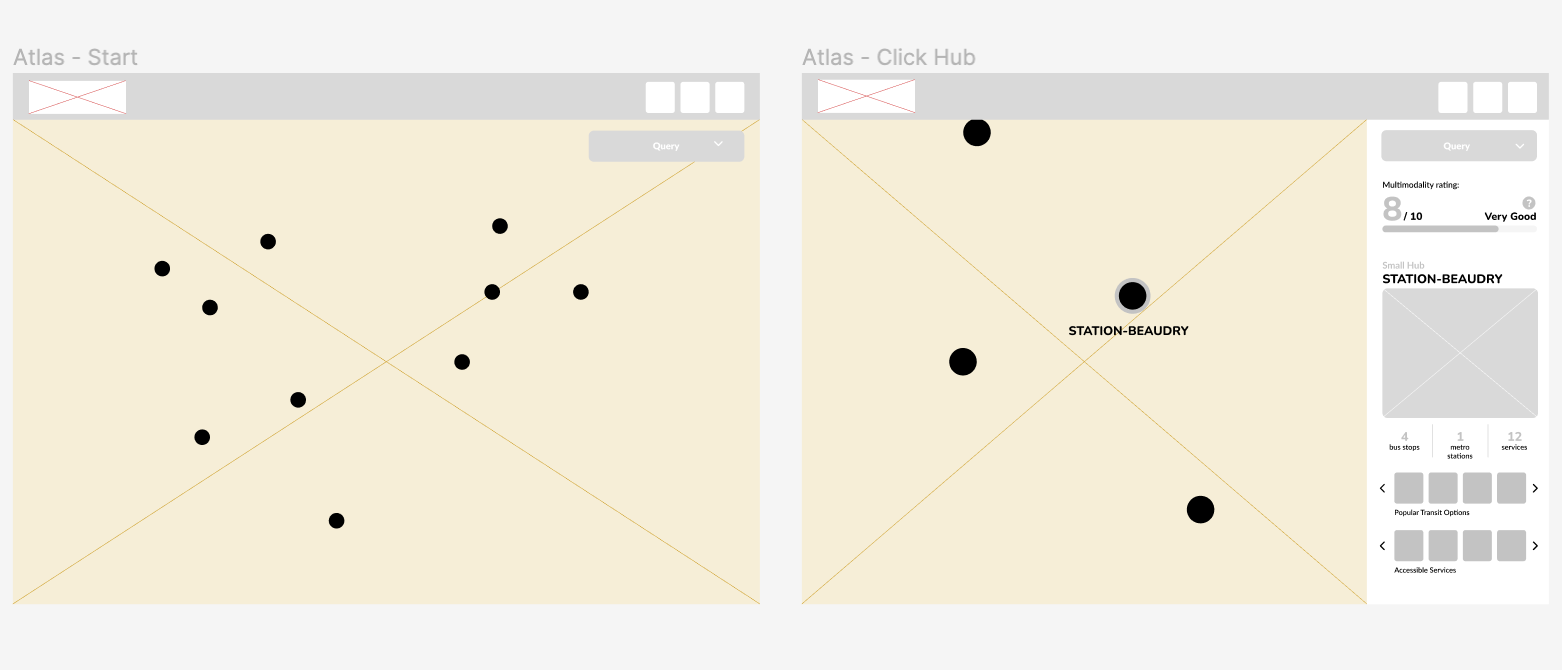 Atlas - Start
Query
Atlas - Click Hub
STATION-BEAUDRY
Query
Multimodality rating:
8 / 10
?
Very Good
Small Hub
STATION-BEAUDRY
4
bus stops
1
metro
stations
12
services
Popular Transit Options
Accessible Services